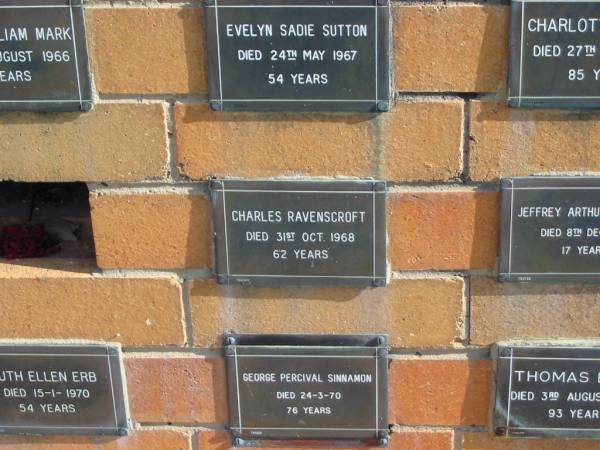 LIAM MARK
UGUST 1966
EARS
EVELYN SADIE SUTTON
DIED 24TH MAY 1967
54 YEARS
CHARLOTT
DIED 27TH
85 Y
CHARLES RAVENSCROFT
DIED 31ST OCT. 1968
62 YEARS
JEFFREY ARTHU
DIED 8TH DE
17 YEAR
UTH ELLEN ERB
DIED 15-1-1970
54 YEARS
GEORGE PERCIVAL SINNAMON
DIED 24-3-70
76 YEARS
THOMAS
DIED 3RD AUGUS
93 YEAR